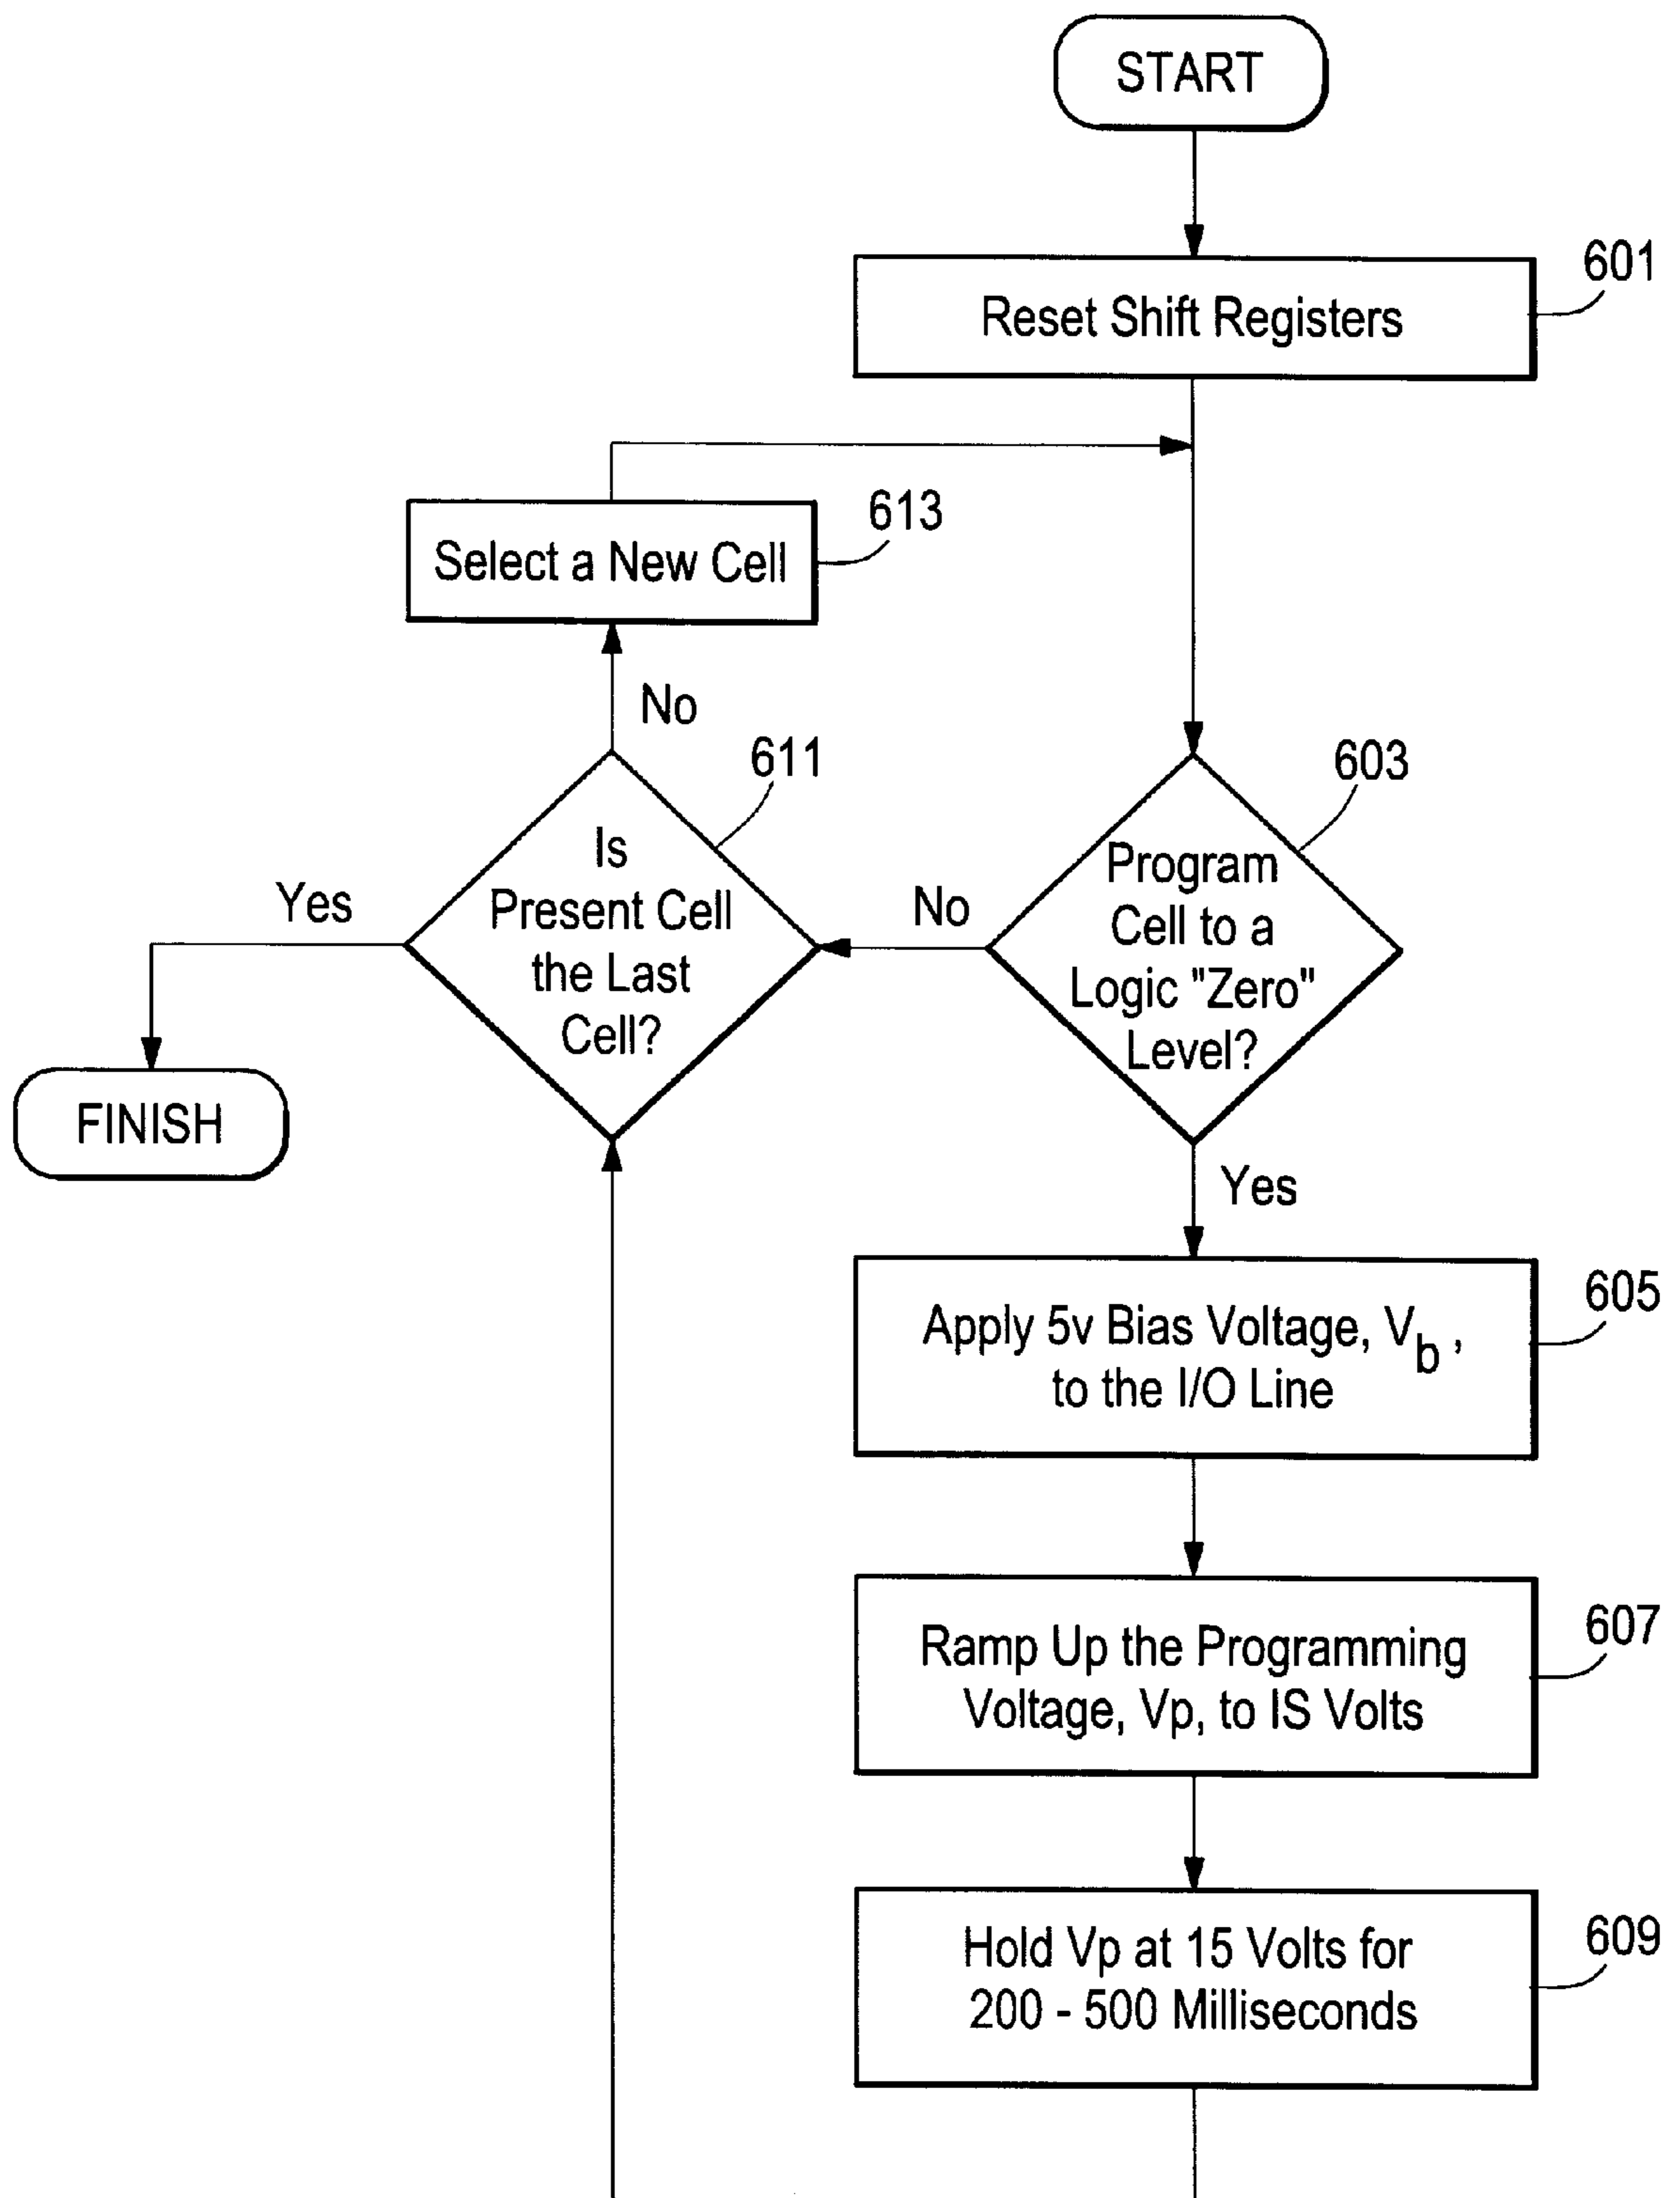 START
601
Reset Shift Registers
613
Select a New Cell
No
611
603
Is
Present Cell
the Last
Cell?
Yes
No
Program
Cell to a
Logic "Zero"
Level?
FINISH
Yes
605
Apply 5v Bias Voltage, Vb ,
to the I/O Line
607
Ramp Up the Programming
Voltage, Vp, to IS Volts
609
Hold Vp at 15 Volts for
200 - 500 Milliseconds